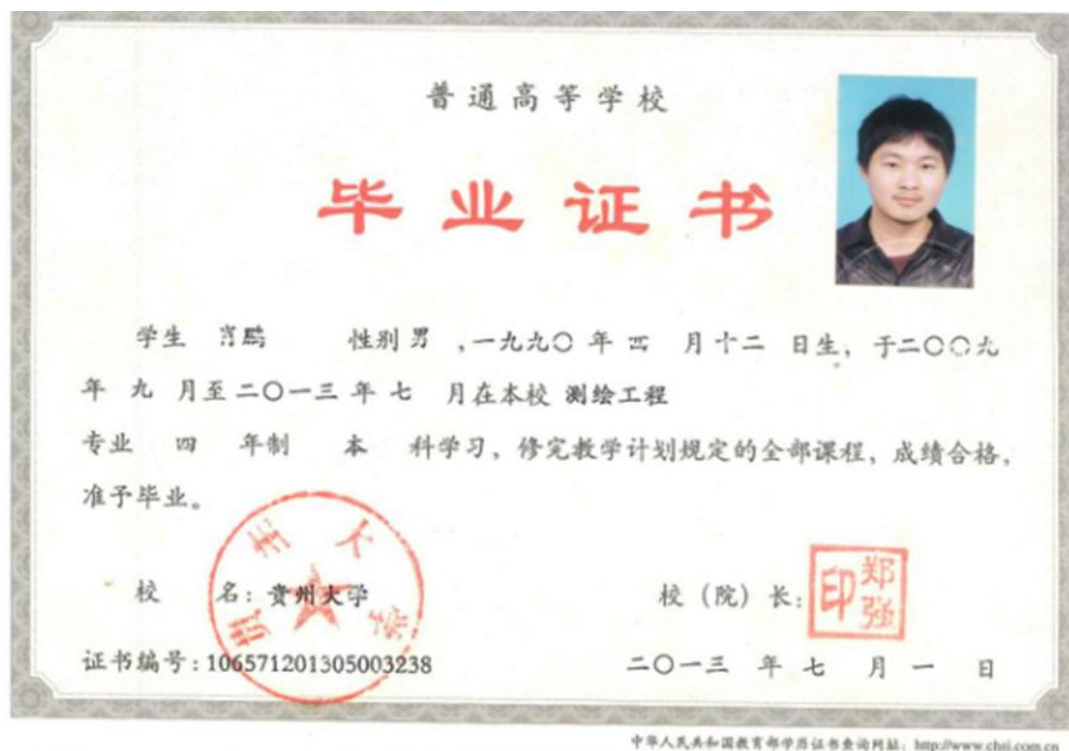 普通高等学校
毕业证书
学生 肖鹏 性别 男 ,一九九〇 年 四 月 十二 日生, 于二〇〇九
年 九 月至 二〇一三 年 七 月在本校 测绘工程
专业 四 年制 本 科学习, 修完教学计划规定的全部课程, 成绩合格,
准予毕业。
贵州大学
校 名: 贵州大学
校 (院) 长:
郑强印
证书编号: 106571201305003238
二〇一三 年 七 月 一 日
中华人民共和国教育部学历证书查询网址: http://www.chsi.com.cn